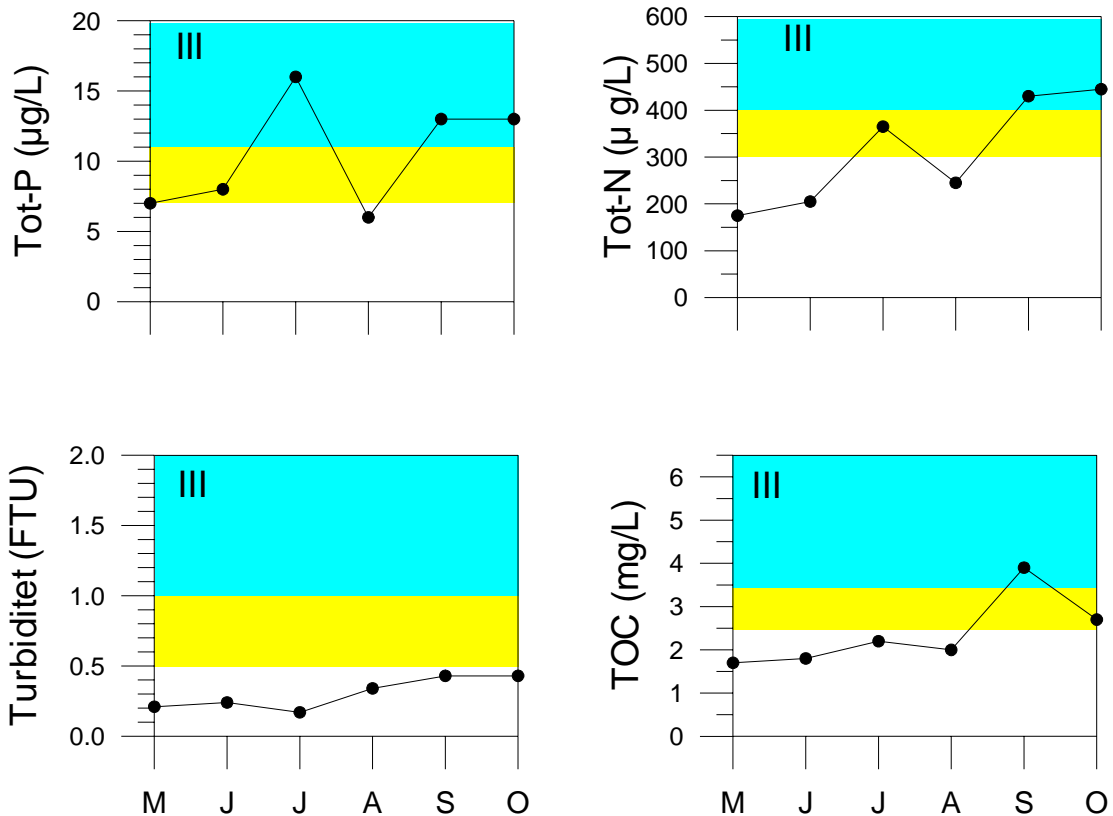 Tot-P (µg/L)
20
15
10
5
0
III
Tot-N (µ g/L)
600
500
400
300
200
100
0
III
Turbiditet (FTU)
2.0
1.5
1.0
0.5
0.0
III
M J J A S O
TOC (mg/L)
6
5
4
3
2
1
0
III
M J J A S O